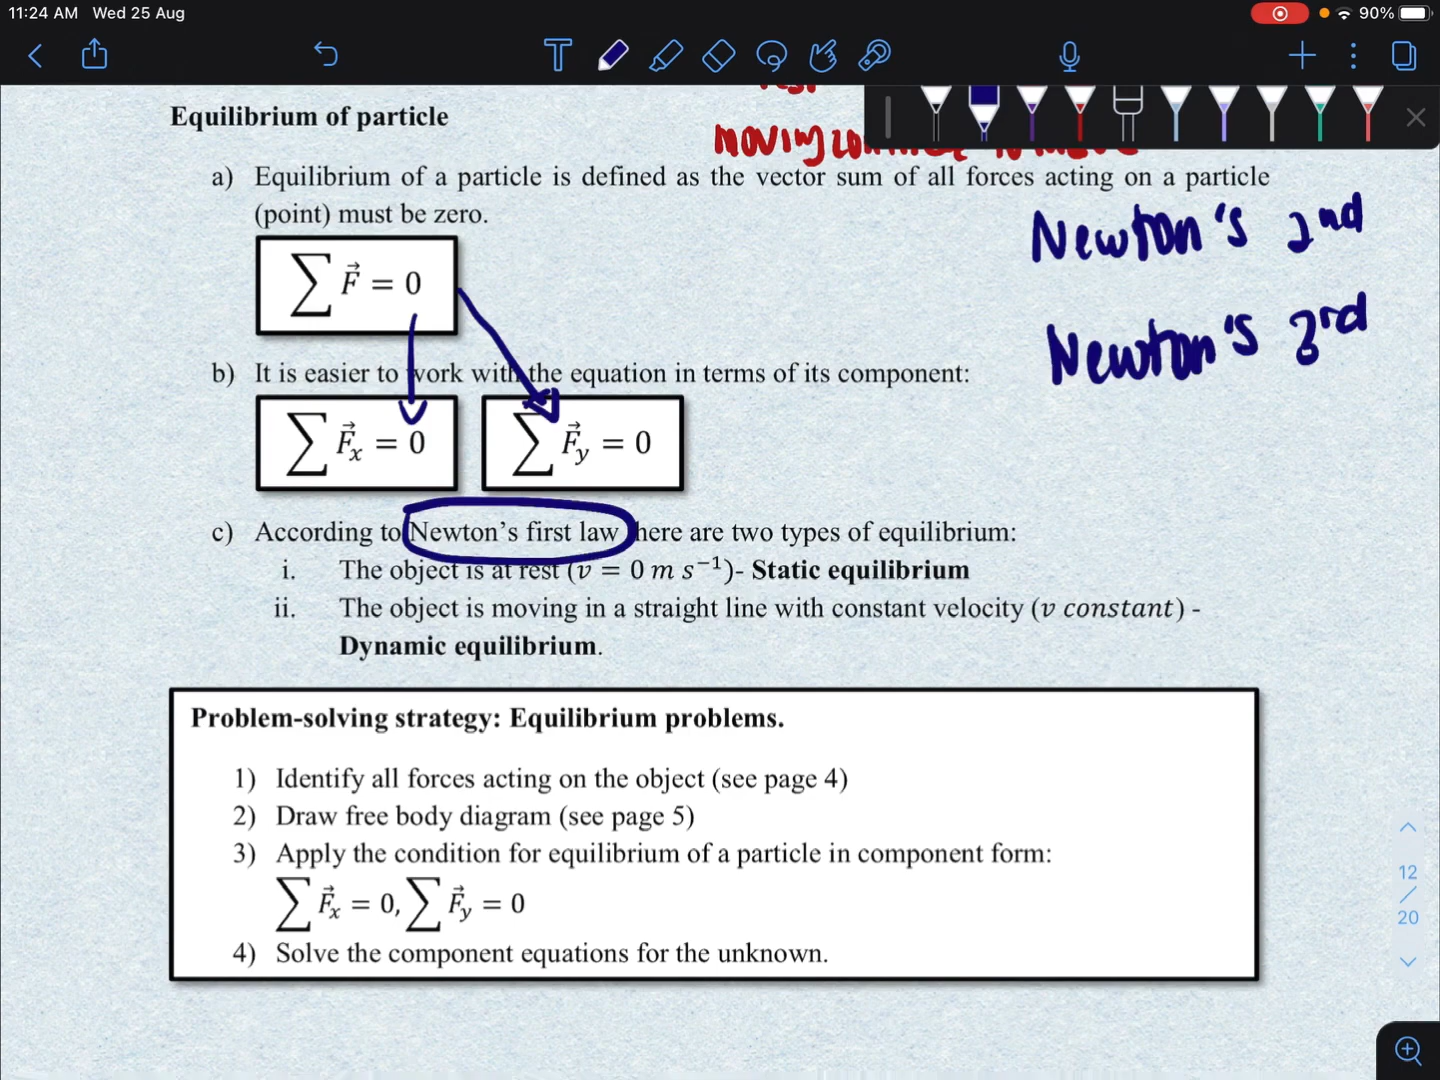 11:24 AM Wed 25 Aug
90%
T
Equilibrium of particle
moving
a) Equilibrium of a particle is defined as the vector sum of all forces acting on a particle
(point) must be zero.
Newton's 2nd
∑ F⃗ = 0
Newton's 3rd
b) It is easier to work with the equation in terms of its component:
∑ F⃗ₓ = 0 ∑ F⃗ᵧ = 0
c) According to Newton's first law there are two types of equilibrium:
i. The object is at rest (v = 0 m s⁻¹)- Static equilibrium
ii. The object is moving in a straight line with constant velocity (v constant) -
Dynamic equilibrium.
Problem-solving strategy: Equilibrium problems.
1) Identify all forces acting on the object (see page 4)
2) Draw free body diagram (see page 5)
3) Apply the condition for equilibrium of a particle in component form:
∑ F⃗ₓ = 0, ∑ F⃗ᵧ = 0
4) Solve the component equations for the unknown.
12
/
20